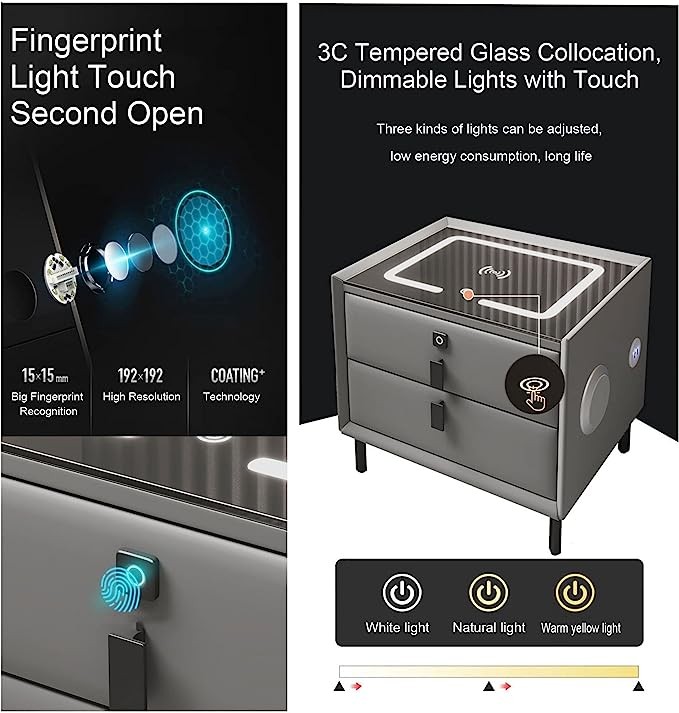 Fingerprint
Light Touch
Second Open
15×15mm
Big Fingerprint
Recognition
192×192
High Resolution
COATING+
Technology
3C Tempered Glass Collocation,
Dimmable Lights with Touch
Three kinds of lights can be adjusted,
low energy consumption, long life
White light
Natural light
Warm yellow light